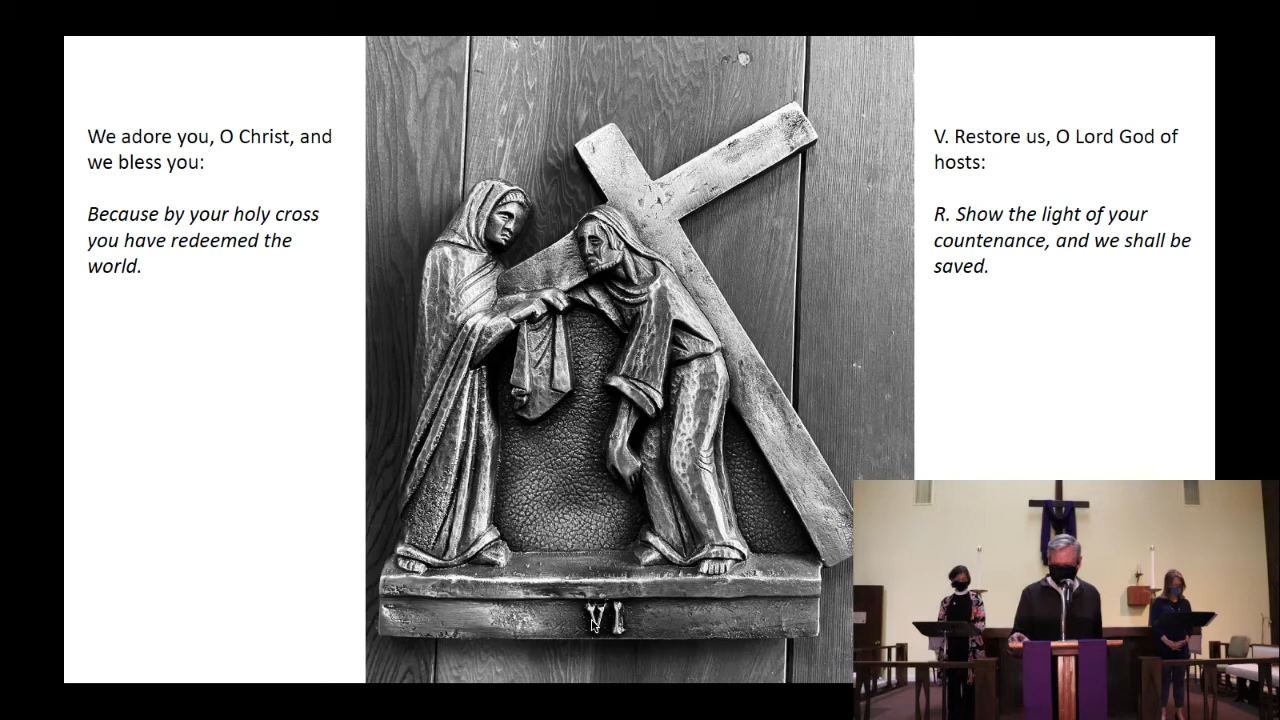 We adore you, O Christ, and
we bless you:
Because by your holy cross
you have redeemed the
world.
V. Restore us, O Lord God of
hosts:
R. Show the light of your
countenance, and we shall be
saved.
VI